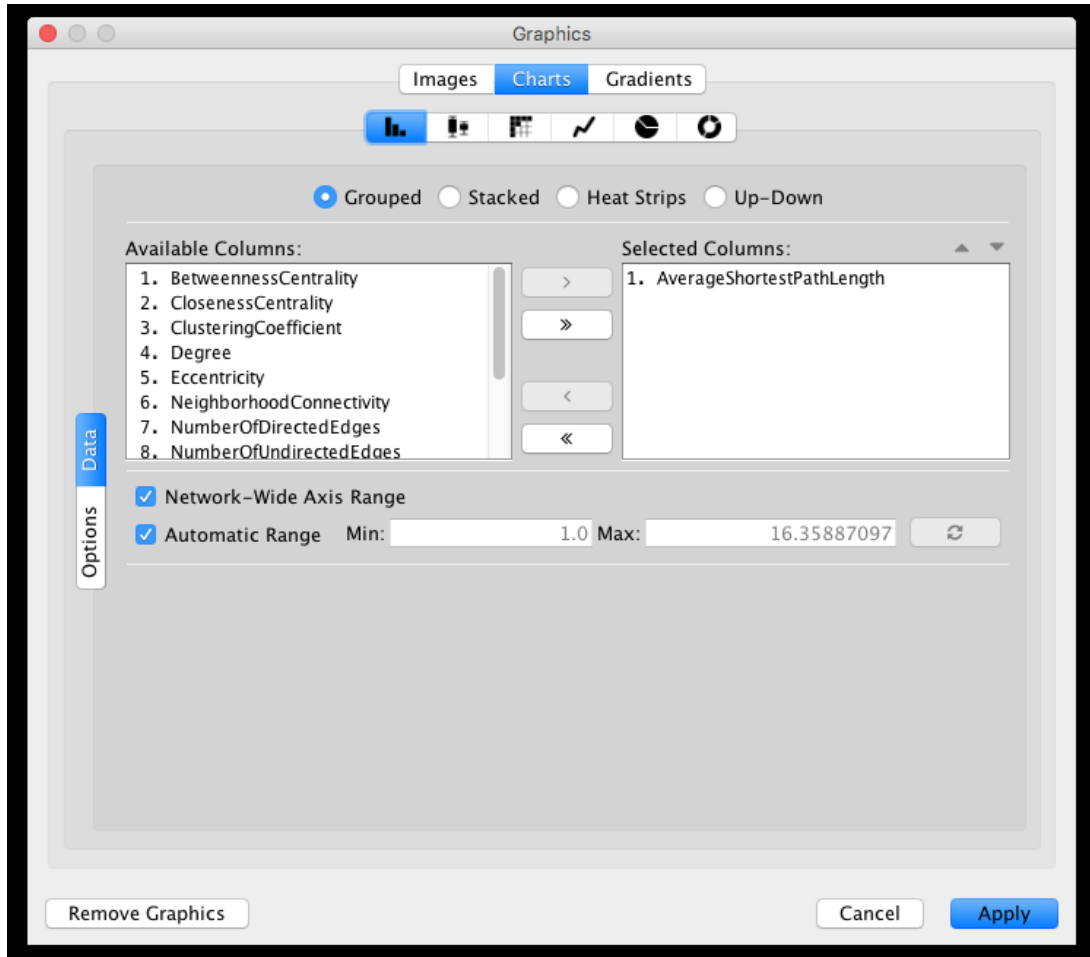 Graphics
Images Charts Gradients
Grouped Stacked Heat Strips Up-Down
Available Columns: Selected Columns:
1. BetweennessCentrality > 1. AverageShortestPathLength
2. ClosenessCentrality
3. ClusteringCoefficient »
4. Degree
5. Eccentricity
6. NeighborhoodConnectivity <
7. NumberOfDirectedEdges
8. NumberOfUndirectedEdges «
Data
Options
Network-Wide Axis Range
Automatic Range Min: 1.0 Max: 16.35887097
Remove Graphics Cancel Apply